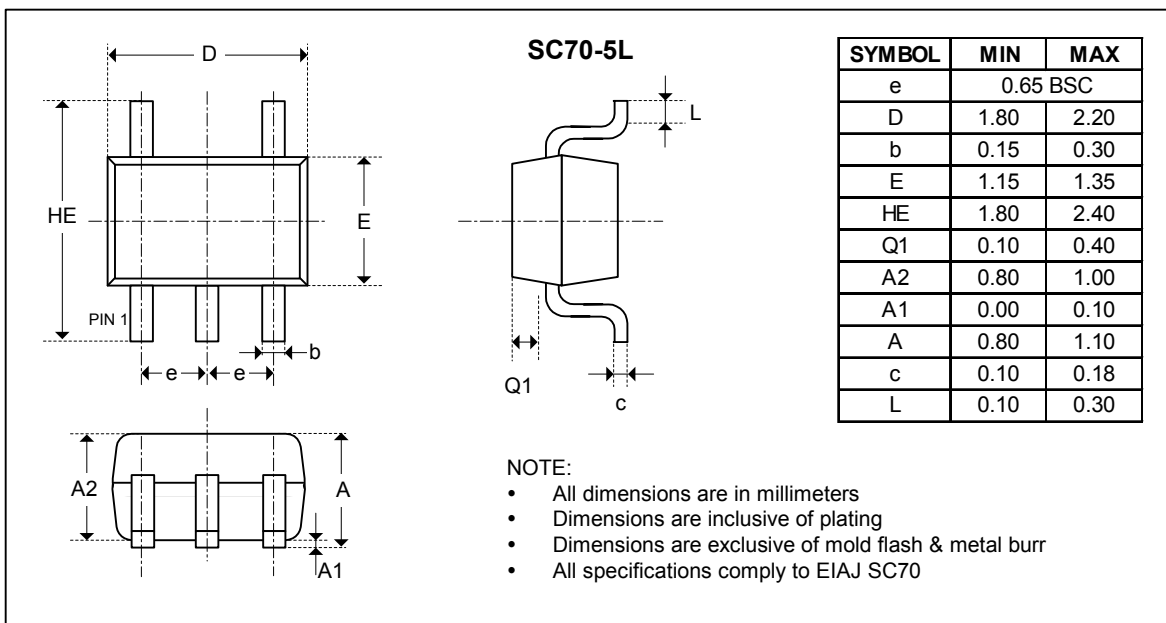 SC70-5L
D
HE
E
PIN 1
b
e e
L
Q1
c
A2
A
A1
SYMBOL MIN MAX
e 0.65 BSC
D 1.80 2.20
b 0.15 0.30
E 1.15 1.35
HE 1.80 2.40
Q1 0.10 0.40
A2 0.80 1.00
A1 0.00 0.10
A 0.80 1.10
c 0.10 0.18
L 0.10 0.30
NOTE:
• All dimensions are in millimeters
• Dimensions are inclusive of plating
• Dimensions are exclusive of mold flash & metal burr
• All specifications comply to EIAJ SC70